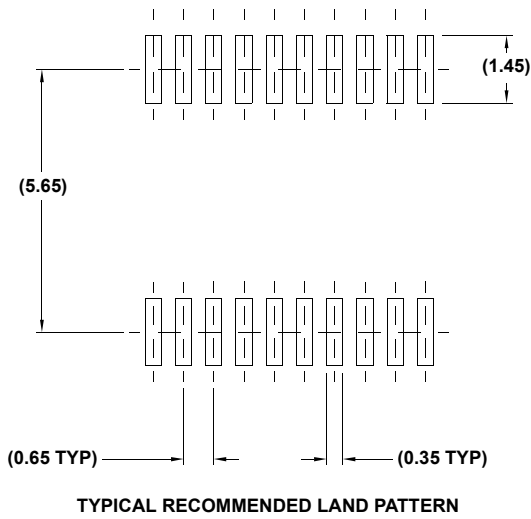 (1.45)
(5.65)
(0.65 TYP)
(0.35 TYP)
TYPICAL RECOMMENDED LAND PATTERN